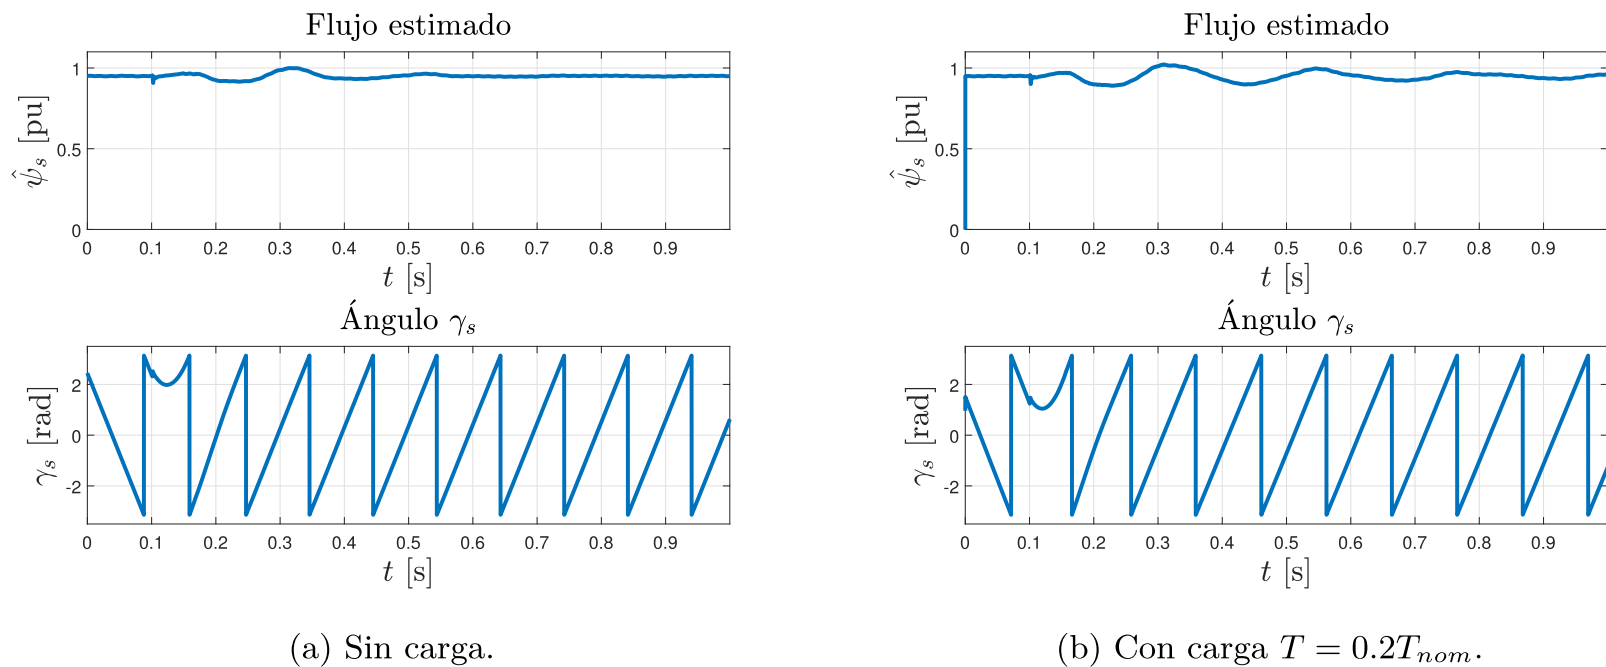 Flujo estimado
1
0.5
0
ψ̂s [pu]
0 0.1 0.2 0.3 0.4 0.5 0.6 0.7 0.8 0.9
t [s]
Ángulo γs
2
0
-2
γs [rad]
0 0.1 0.2 0.3 0.4 0.5 0.6 0.7 0.8 0.9
t [s]
(a) Sin carga.
Flujo estimado
1
0.5
0
ψ̂s [pu]
0 0.1 0.2 0.3 0.4 0.5 0.6 0.7 0.8 0.9
t [s]
Ángulo γs
2
0
-2
γs [rad]
0 0.1 0.2 0.3 0.4 0.5 0.6 0.7 0.8 0.9
t [s]
(b) Con carga T = 0.2Tnom.